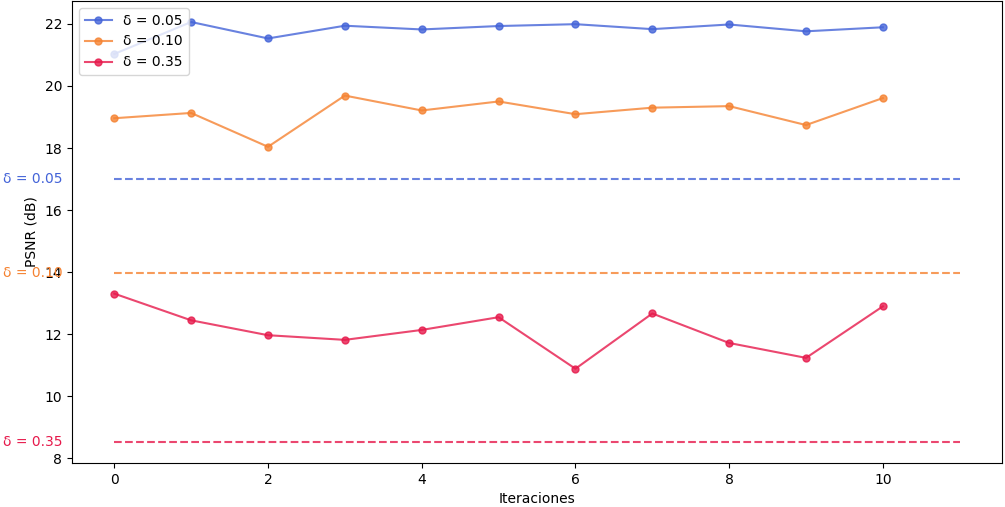 δ = 0.05
δ = 0.10
δ = 0.35
22
20
18
δ = 0.05
16
PSNR (dB)
δ = 0.10
14
12
10
δ = 0.35
8
0 2 4 6 8 10
Iteraciones